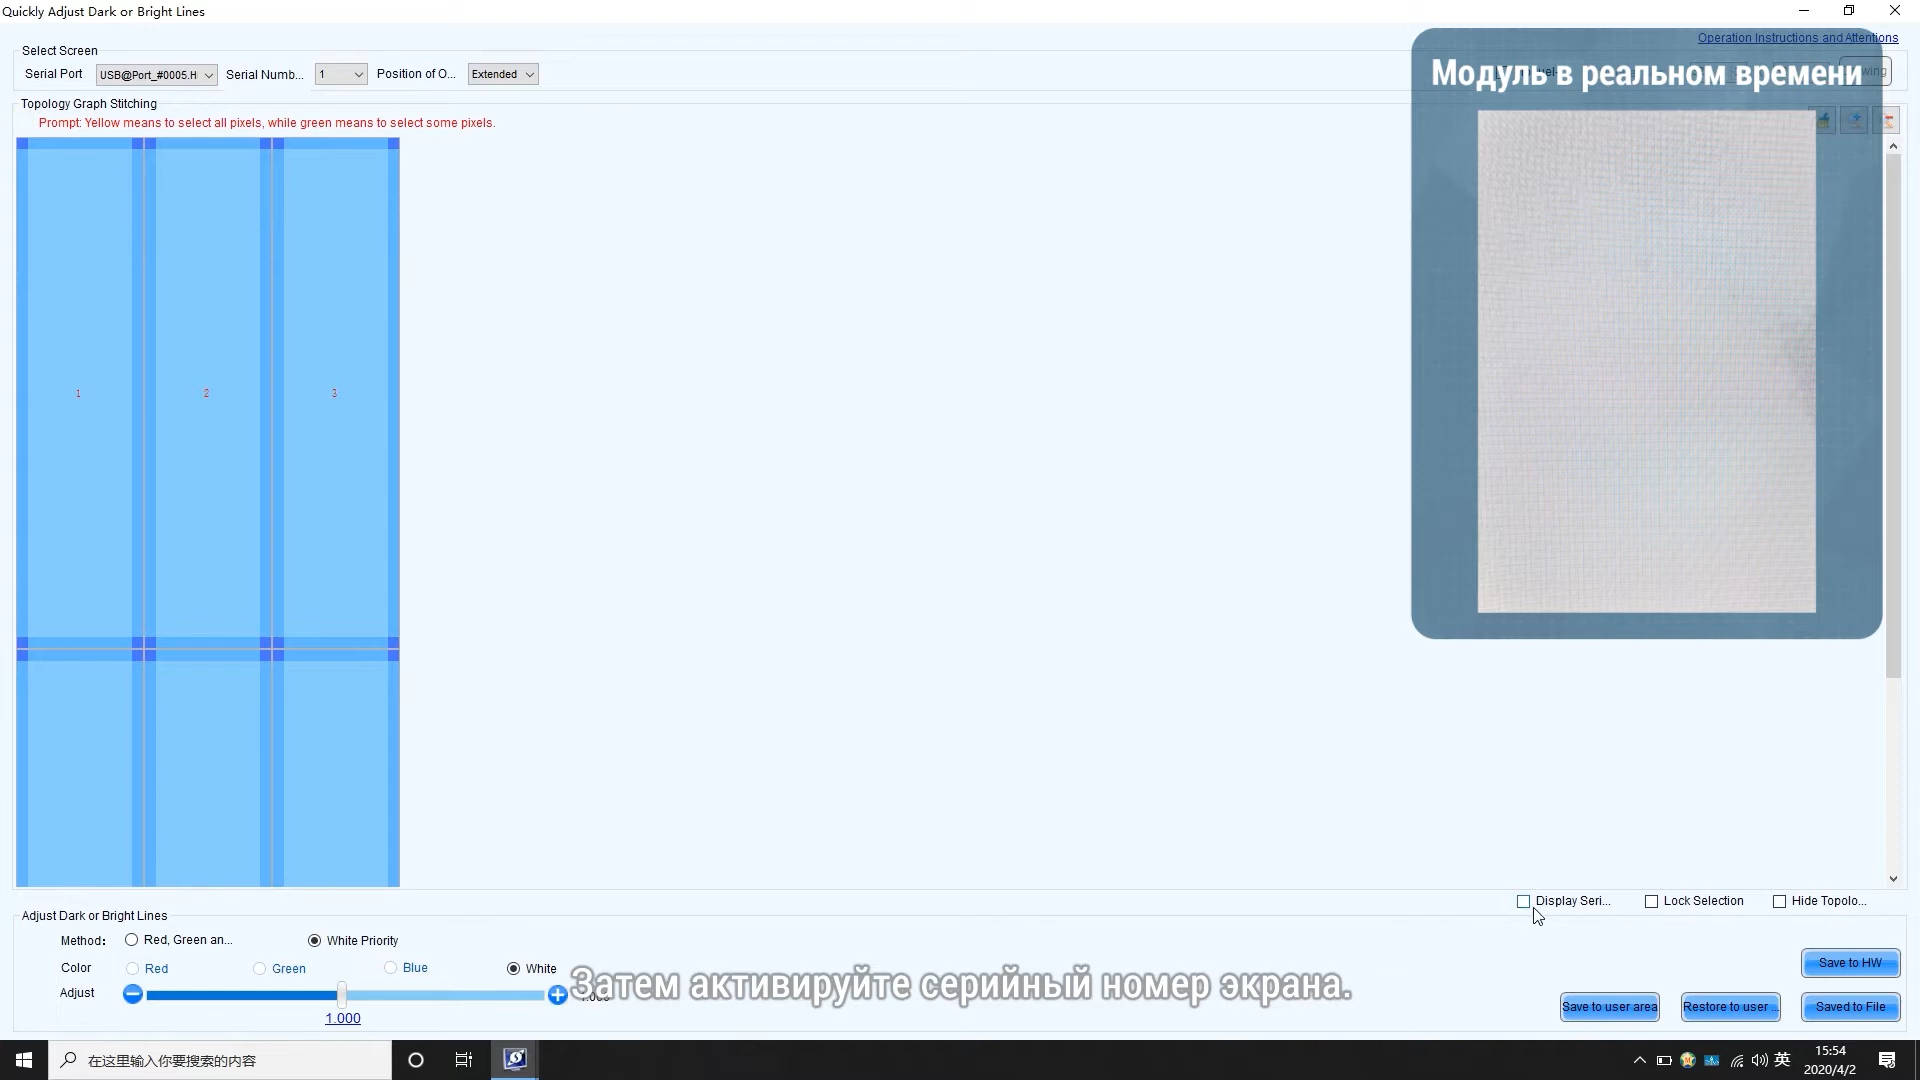 Quickly Adjust Dark or Bright Lines
Operation Instructions and Attentions
Select Screen
Serial Port USB@Port_#0005.H Serial Numb... 1 Position of O... Extended
Модуль в реальном времени
Topology Graph Stitching
Prompt: Yellow means to select all pixels, while green means to select some pixels.
1 2 3
Display Seri... Lock Selection Hide Topolo...
Adjust Dark or Bright Lines
Method: Red, Green an... White Priority
Color Red Green Blue White
Adjust
1.000
Затем активируйте серийный номер экрана.
Save to HW
Save to user area Restore to user ... Saved to File
在这里输入你要搜索的内容
英
15:54
2020/4/2